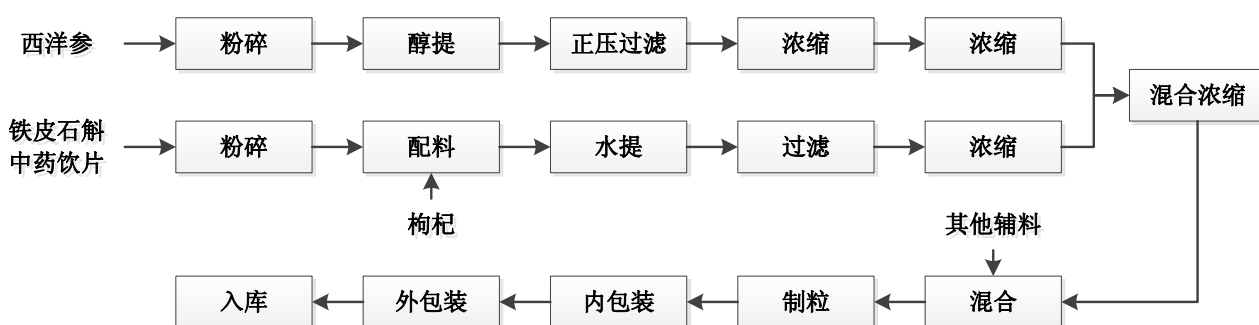 西洋参
粉碎
醇提
正压过滤
浓缩
浓缩
混合浓缩
铁皮石斛
中药饮片
粉碎
配料
水提
过滤
浓缩
枸杞
其他辅料
入库
外包装
内包装
制粒
混合